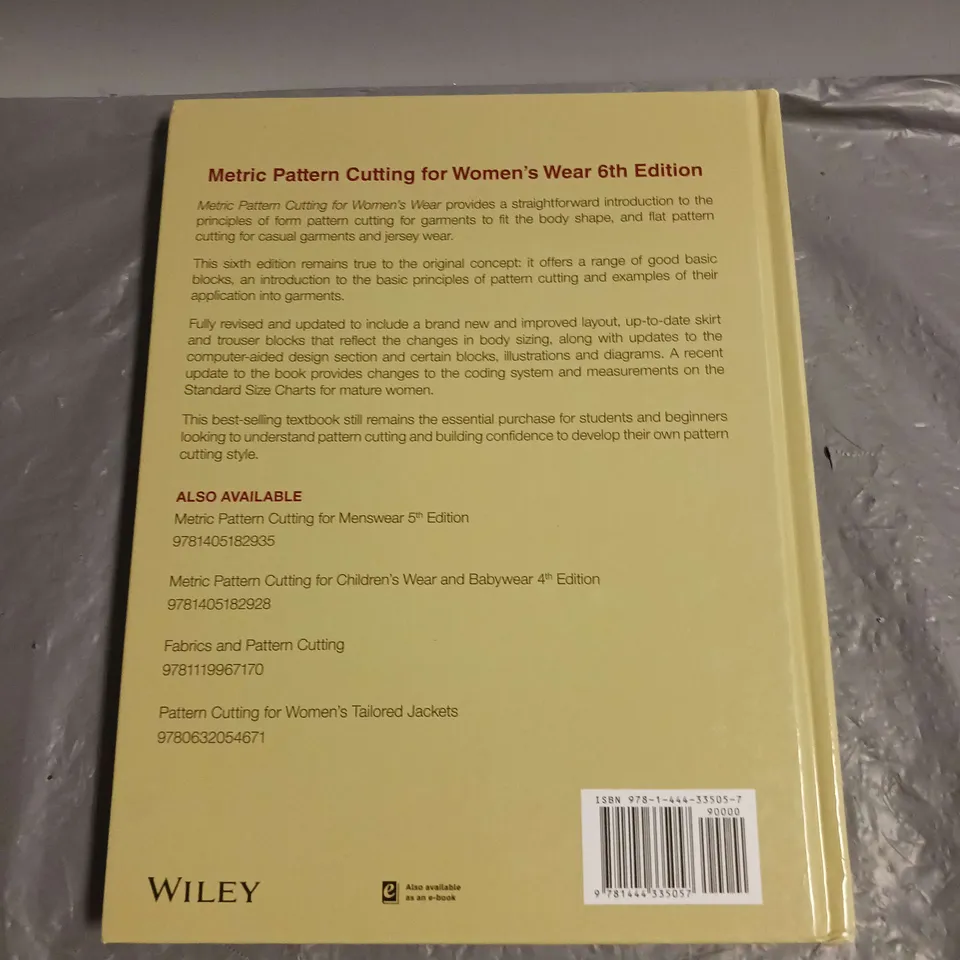 Metric Pattern Cutting for Women's Wear 6th Edition
Metric Pattern Cutting for Women's Wear provides a straightforward introduction to the
principles of form pattern cutting for garments to fit the body shape, and flat pattern
cutting for casual garments and jersey wear.
This sixth edition remains true to the original concept: it offers a range of good basic
blocks, an introduction to the basic principles of pattern cutting and examples of their
application into garments.
Fully revised and updated to include a brand new and improved layout, up-to-date skirt
and trouser blocks that reflect the changes in body sizing, along with updates to the
computer-aided design section and certain blocks, illustrations and diagrams. A recent
update to the book provides changes to the coding system and measurements on the
Standard Size Charts for mature women.
This best-selling textbook still remains the essential purchase for students and beginners
looking to understand pattern cutting and building confidence to develop their own pattern
cutting style.
ALSO AVAILABLE
Metric Pattern Cutting for Menswear 5th Edition
9781405182935
Metric Pattern Cutting for Children's Wear and Babywear 4th Edition
9781405182928
Fabrics and Pattern Cutting
9781119967170
Pattern Cutting for Women's Tailored Jackets
9780632054671
ISBN 978-1-444-33505-7
90000
9 781444 335057
WILEY
e Also available
as an e-book